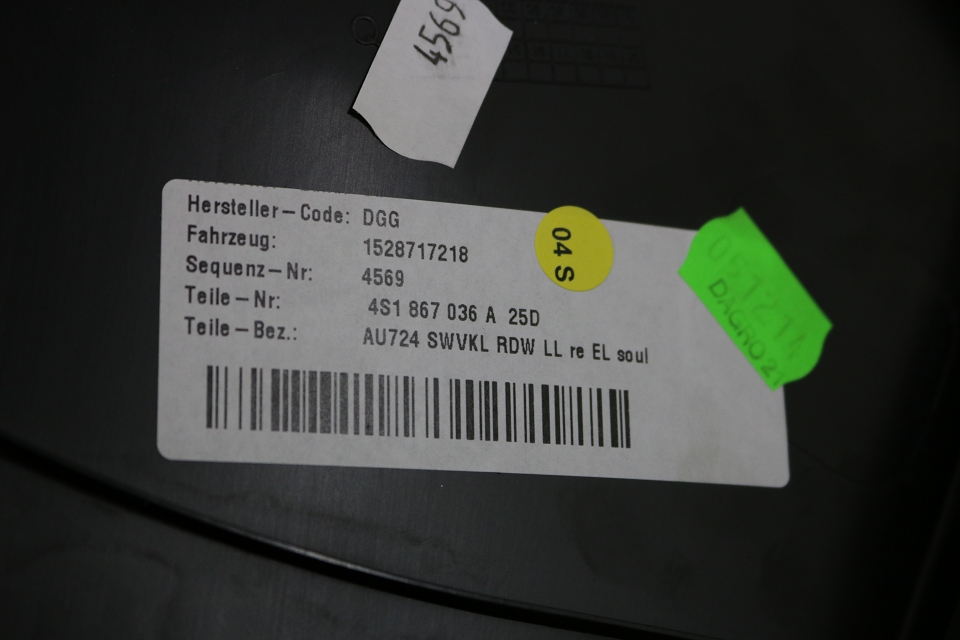 4569
Hersteller–Code: DGG
Fahrzeug: 1528717218
Sequenz–Nr: 4569
Teile–Nr: 4S1 867 036 A 25D
Teile–Bez.: AU724 SWVKL RDW LL re EL soul
04 S